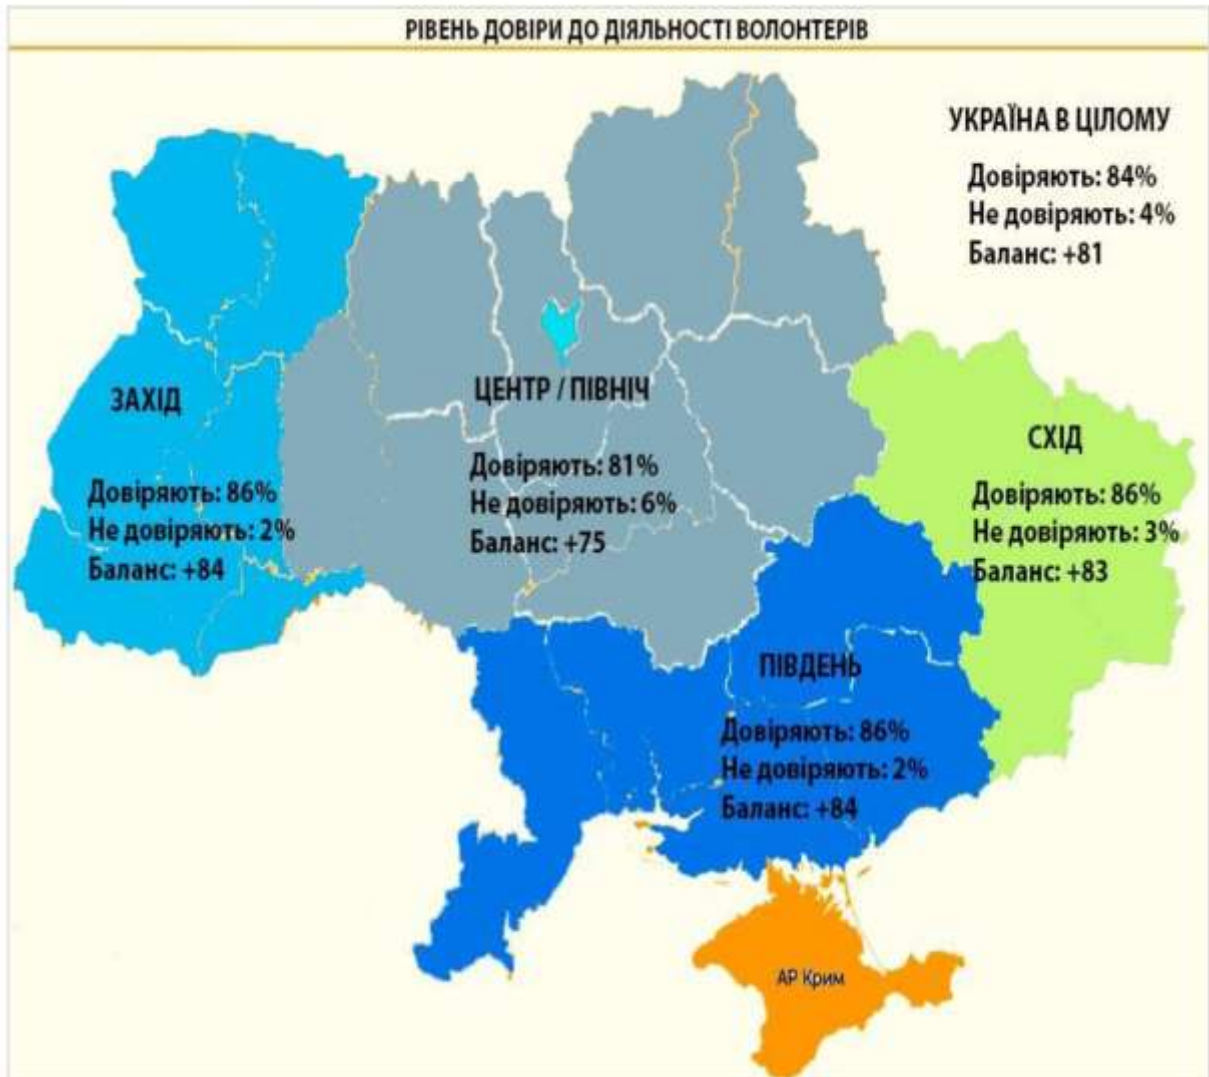 РІВЕНЬ ДОВІРИ ДО ДІЯЛЬНОСТІ ВОЛОНТЕРІВ
УКРАЇНА В ЦІЛОМУ
Довіряють: 84%
Не довіряють: 4%
Баланс: +81
ЗАХІД
Довіряють: 86%
Не довіряють: 2%
Баланс: +84
ЦЕНТР / ПІВНІЧ
Довіряють: 81%
Не довіряють: 6%
Баланс: +75
СХІД
Довіряють: 86%
Не довіряють: 3%
Баланс: +83
ПІВДЕНЬ
Довіряють: 86%
Не довіряють: 2%
Баланс: +84
АР Крим